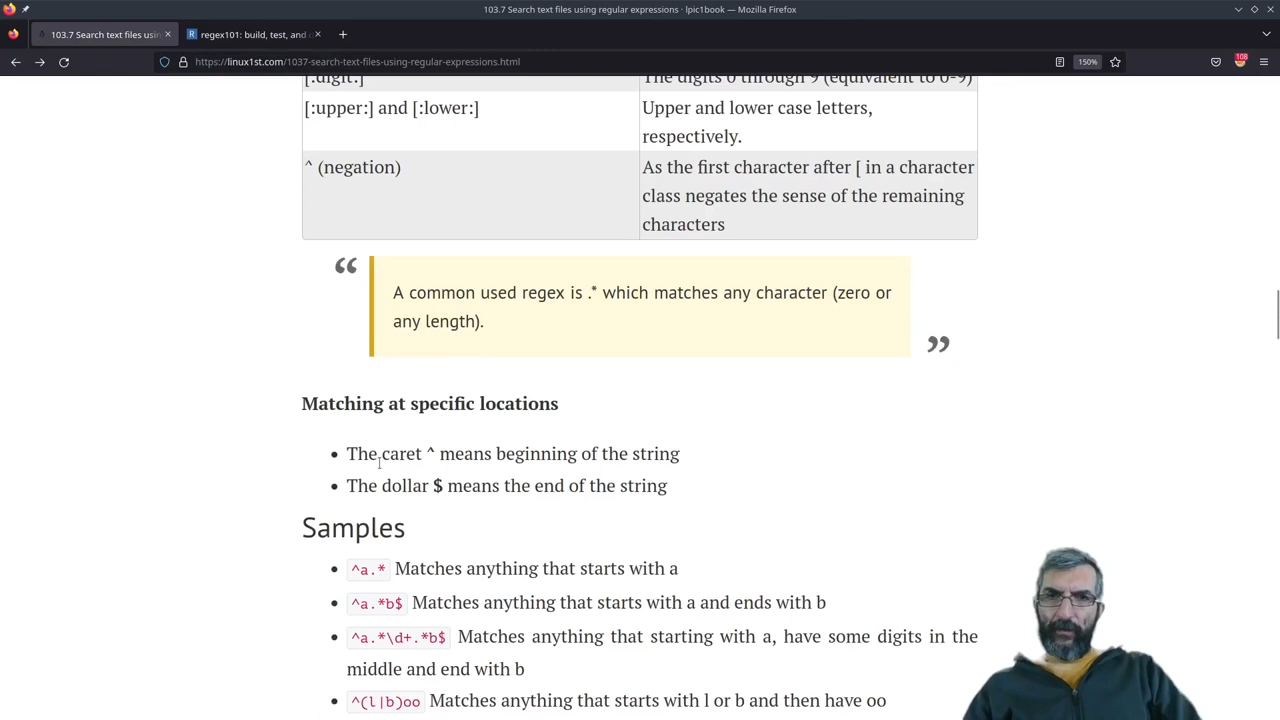 103.7 Search text files using regular expressions · lpic1book — Mozilla Firefox
103.7 Search text files usin
regex101: build, test, and d
https://linux1st.com/1037-search-text-files-using-regular-expressions.html
150%
108
[:digit:]
The digits 0 through 9 (equivalent to 0-9)
[:upper:] and [:lower:]
Upper and lower case letters,
respectively.
^ (negation)
As the first character after [ in a character
class negates the sense of the remaining
characters
“
A common used regex is .* which matches any character (zero or
any length).
”
Matching at specific locations
• The caret ^ means beginning of the string
• The dollar $ means the end of the string
Samples
• ^a.* Matches anything that starts with a
• ^a.*b$ Matches anything that starts with a and ends with b
• ^a.*\d+.*b$ Matches anything that starting with a, have some digits in the
middle and end with b
• ^(l|b)oo Matches anything that starts with l or b and then have oo